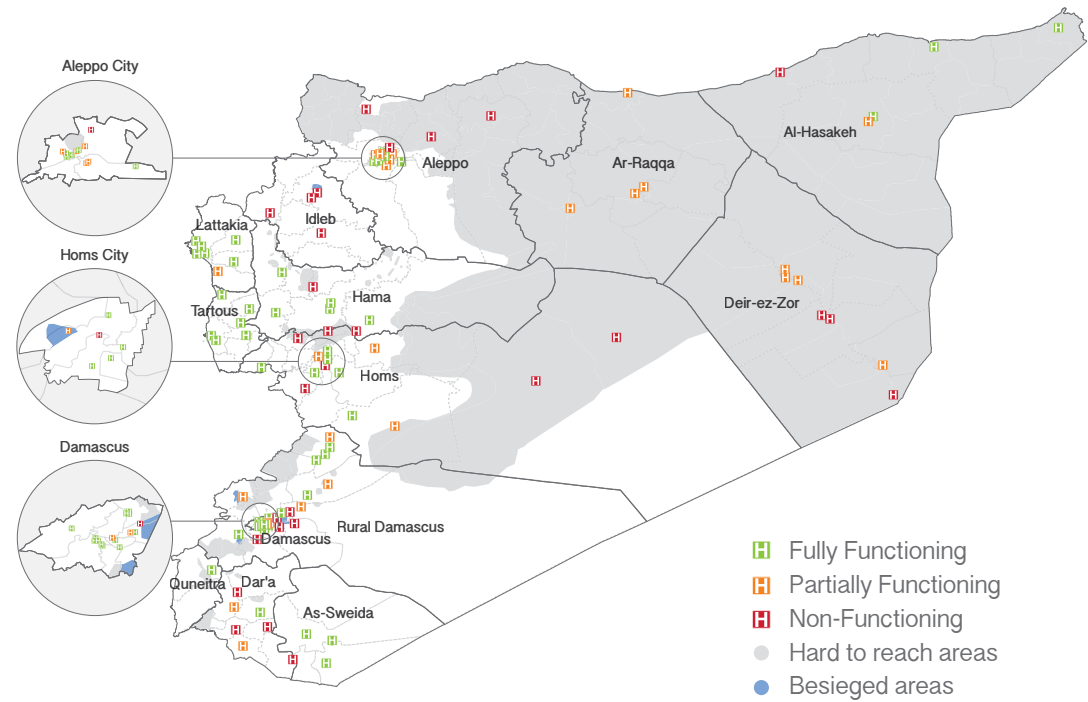 Aleppo City
Al-Hasakeh
Aleppo
Ar-Raqqa
Idleb
Lattakia
Homs City
Hama
Deir-ez-Zor
Tartous
Homs
Damascus
Rural Damascus
Damascus
Quneitra
Dar'a
As-Sweida
H Fully Functioning
H Partially Functioning
H Non-Functioning
Hard to reach areas
Besieged areas